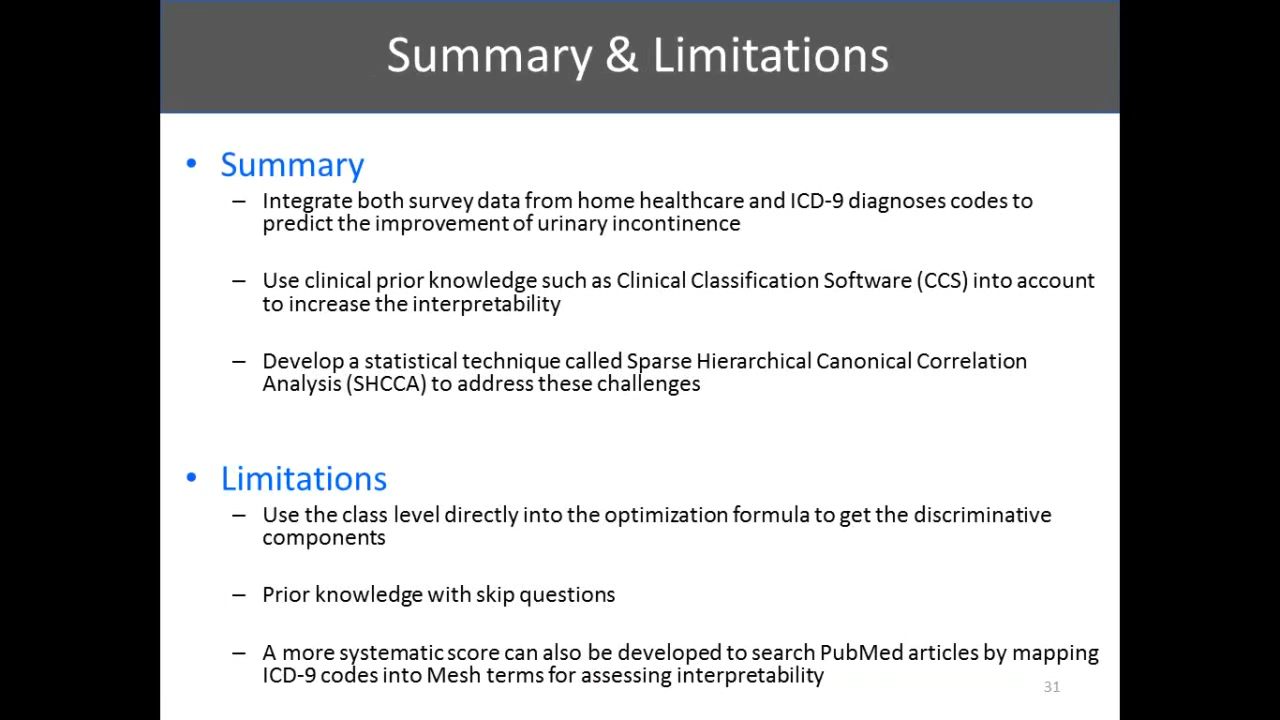 Summary & Limitations
• Summary
– Integrate both survey data from home healthcare and ICD-9 diagnoses codes to
predict the improvement of urinary incontinence
– Use clinical prior knowledge such as Clinical Classification Software (CCS) into account
to increase the interpretability
– Develop a statistical technique called Sparse Hierarchical Canonical Correlation
Analysis (SHCCA) to address these challenges
• Limitations
– Use the class level directly into the optimization formula to get the discriminative
components
– Prior knowledge with skip questions
– A more systematic score can also be developed to search PubMed articles by mapping
ICD-9 codes into Mesh terms for assessing interpretability
31